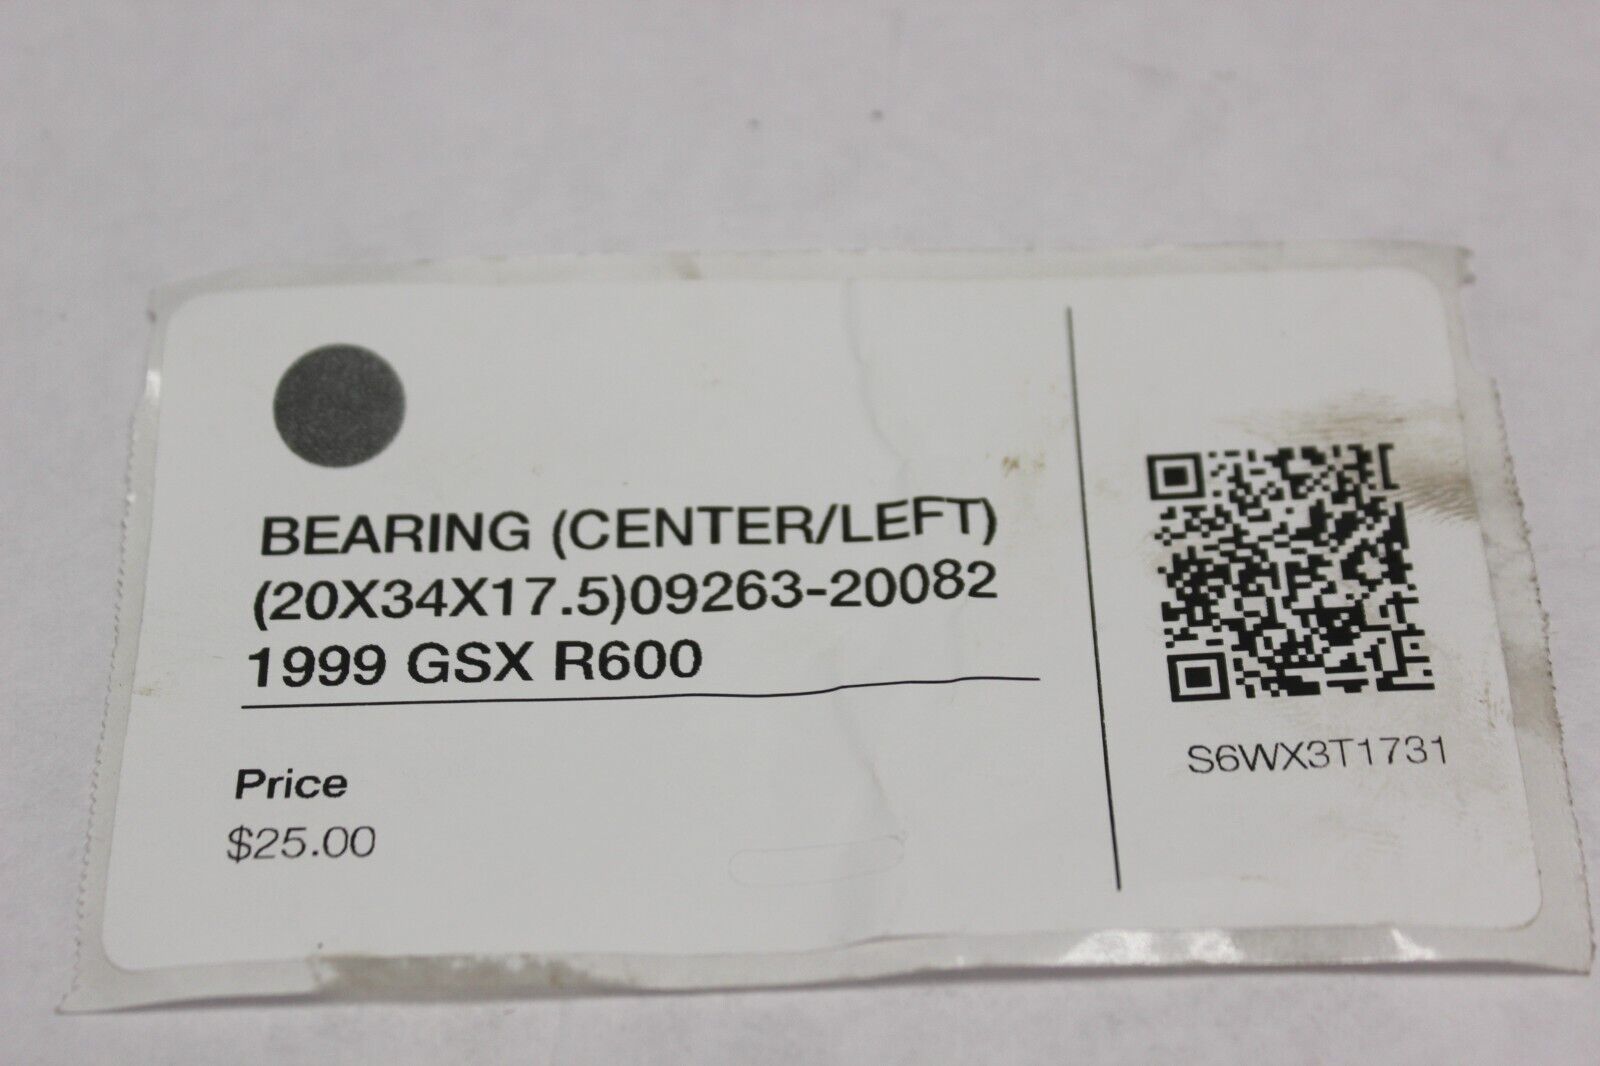 BEARING (CENTER/LEFT)
(20X34X17.5)09263-20082
1999 GSX R600
Price
$25.00
S6WX3T1731